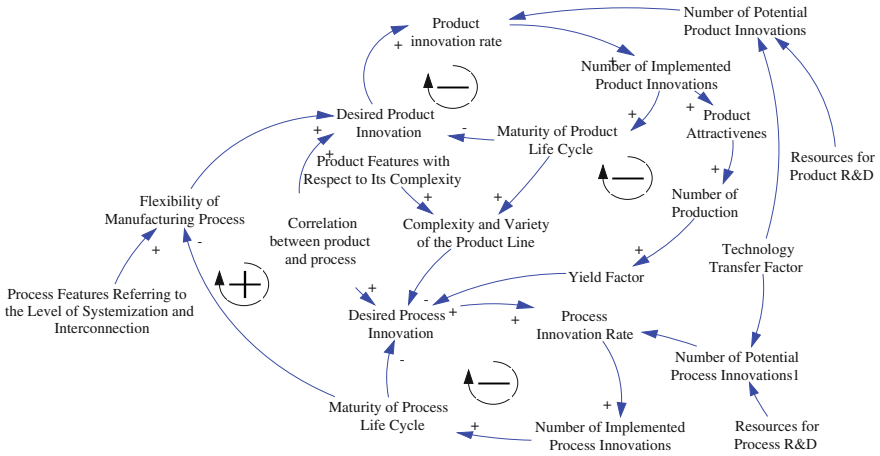 Product
innovation rate
+
Number of Potential
Product Innovations
+
Number of Implemented
Product Innovations
+
+
Product
Attractivenes
Desired Product
Innovation
+
+
-
Maturity of Product
Life Cycle
Resources for
Product R&D
Product Features with
Respect to Its Complexity
+
+
+
Number of
Production
Flexibility of
Manufacturing Process
+
-
Correlation
between product
and process
+
Complexity and Variety
of the Product Line
+
Technology
Transfer Factor
Yield Factor
Process Features Referring to
the Level of Systemization and
Interconnection
Desired Process
Innovation
-
+
+
Process
Innovation Rate
-
Number of Potential
Process Innovations1
Maturity of Process
Life Cycle
+
+
Number of Implemented
Process Innovations
Resources for
Process R&D